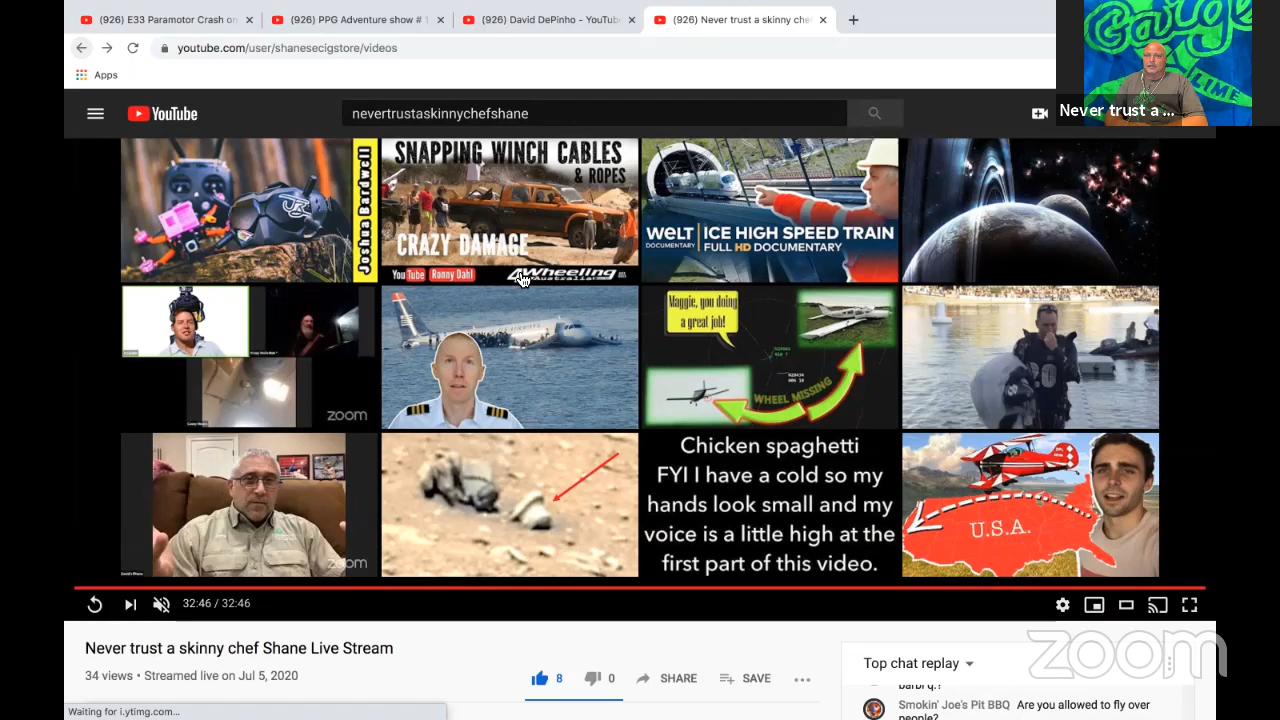 (926) E33 Paramotor Crash on
(926) PPG Adventure show # 1
(926) David DePinho - YouTube
(926) Never trust a skinny che
youtube.com/user/shanesecigstore/videos
Apps
YouTube
nevertrustaskinnychefshane
LIME
Never trust a ...
Joshua Bardwell
SNAPPING WINCH CABLES
& ROPES
CRAZY DAMAGE
YouTube Ronny Dahl
4Wheeling
Australia
WELT
DOCUMENTARY
ICE HIGH SPEED TRAIN
FULL HD DOCUMENTARY
zoom
Maggie, you doing
a great job!
WHEEL MISSING
zoom
Chicken spaghetti
FYI I have a cold so my
hands look small and my
voice is a little high at the
first part of this video.
U.S.A.
32:46 / 32:46
Never trust a skinny chef Shane Live Stream
34 views • Streamed live on Jul 5, 2020
8
0
SHARE
SAVE
Top chat replay
zoom
barbrq.?
Smokin' Joe's Pit BBQ Are you allowed to fly over
people?
Waiting for i.ytimg.com...